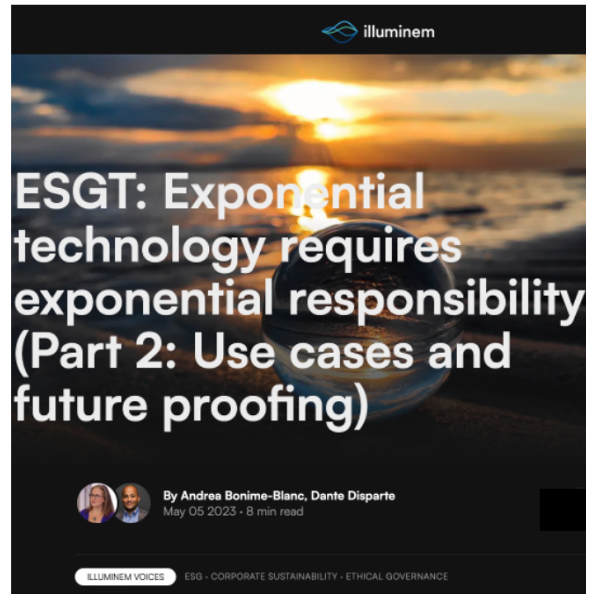 illuminem
ESGT: Exponential
technology requires
exponential responsibility
(Part 2: Use cases and
future proofing)
By Andrea Bonime-Blanc, Dante Disparte
May 05 2023 · 8 min read
ILLUMINEM VOICES ESG · CORPORATE SUSTAINABILITY · ETHICAL GOVERNANCE